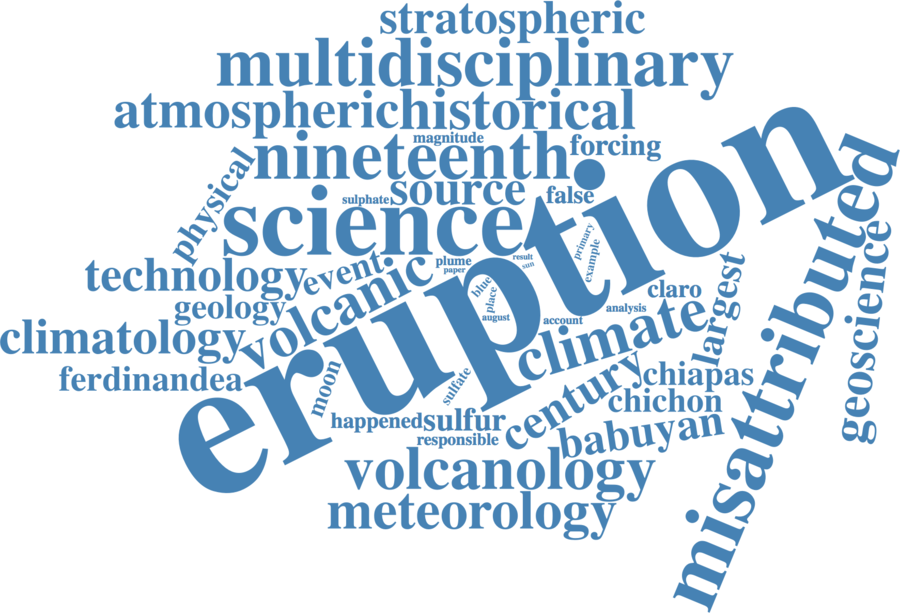 stratospheric
multidisciplinary
atmospheric
historical
magnitude
nineteenth
forcing
physical
source
sulphate
false
science
eruption
misattributed
primary
example
geoscience
technology
event
plume
paper
result
sun
volcanic
geology
blue
place
august
account
analysis
claro
largest
climatology
climate
ferdinandea
moon
sulfate
century
chiapas
chichon
happened
sulfur
responsible
babuyan
volcanology
meteorology